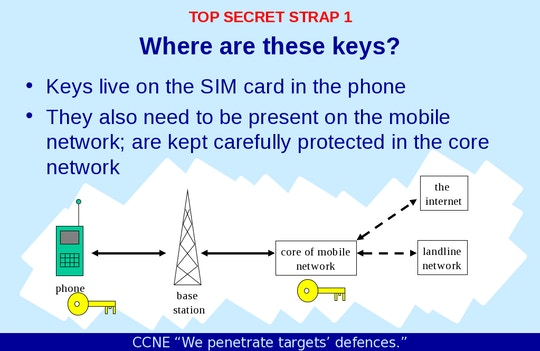 TOP SECRET STRAP 1
Where are these keys?
• Keys live on the SIM card in the phone
• They also need to be present on the mobile
network; are kept carefully protected in the core
network
the
internet
core of mobile
network
landline
network
phone
base
station
CCNE “We penetrate targets’ defences.”